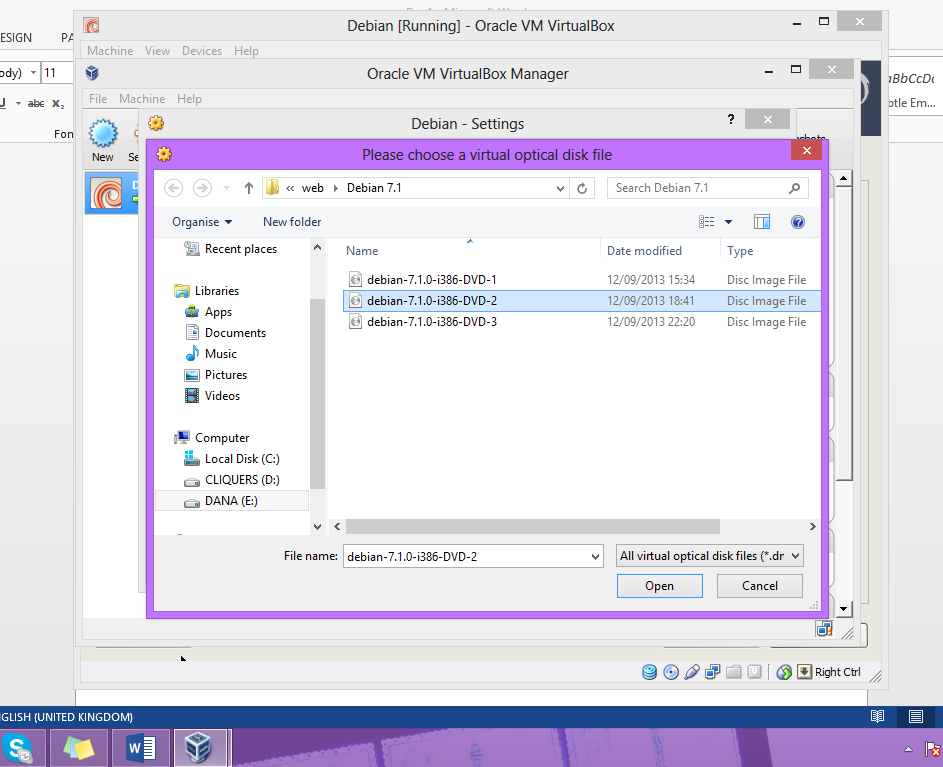 Debian [Running] - Oracle VM VirtualBox
ESIGN
Machine View Devices Help
ody) 11
Oracle VM VirtualBox Manager
aBbCcDc
File Machine Help
U abc x₂
tle Em...
Debian - Settings ?
Fon
New
Please choose a virtual optical disk file
« web Debian 7.1
Search Debian 7.1
Organise New folder
Recent places
Libraries
Apps
Documents
Music
Pictures
Videos
Computer
Local Disk (C:)
CLIQUERS (D:)
DANA (E:)
Name Date modified Type
debian-7.1.0-i386-DVD-1 12/09/2013 15:34 Disc Image File
debian-7.1.0-i386-DVD-2 12/09/2013 18:41 Disc Image File
debian-7.1.0-i386-DVD-3 12/09/2013 22:20 Disc Image File
File name: debian-7.1.0-i386-DVD-2
All virtual optical disk files (*.dr
Open Cancel
Right Ctrl
GLISH (UNITED KINGDOM)